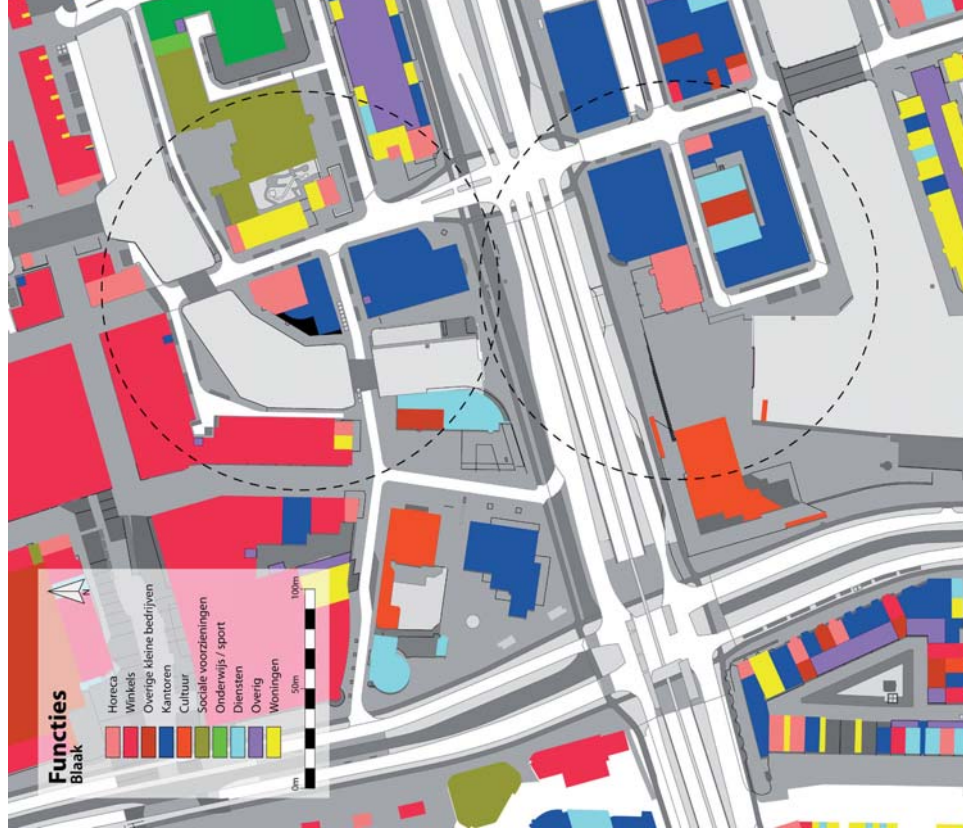 Functies
Blaak
N
Horeca
Winkels
Overige kleine bedrijven
Kantoren
Cultuur
Sociale voorzieningen
Onderwijs / sport
Diensten
Overig
Woningen
0m
50m
100m